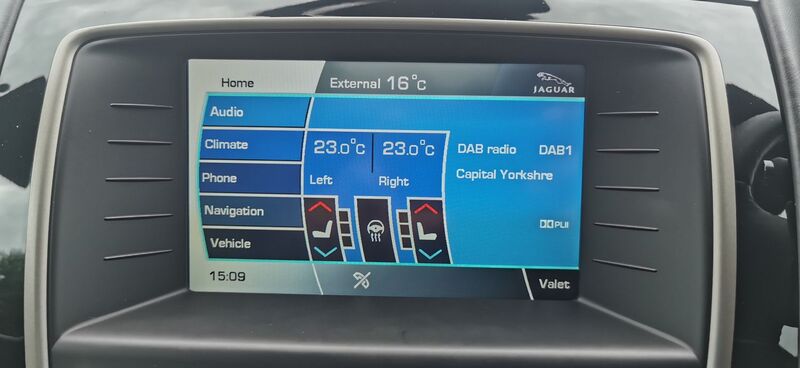 Home
External 16°C
JAGUAR
Audio
Climate
Phone
Navigation
Vehicle
23.0°C
23.0°C
Left
Right
DAB radio
DAB1
Capital Yorkshre
PLII
15:09
Valet